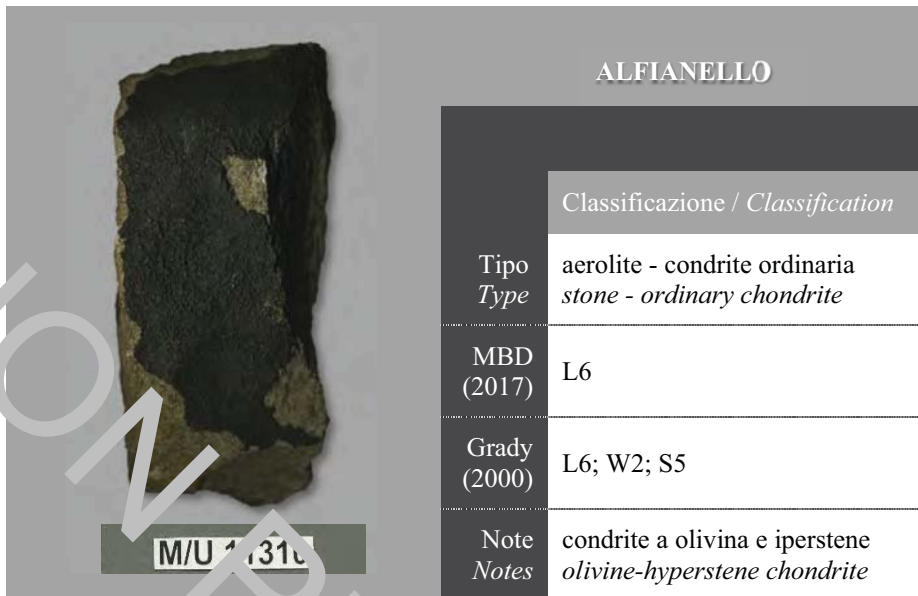 ALFIANELLO
Classificazione / Classification
Tipo
Type
aerolite - condrite ordinaria
stone - ordinary chondrite
MBD
(2017)
L6
Grady
(2000)
L6; W2; S5
Note
Notes
condrite a olivina e iperstene
olivine-hyperstene chondrite
M/U